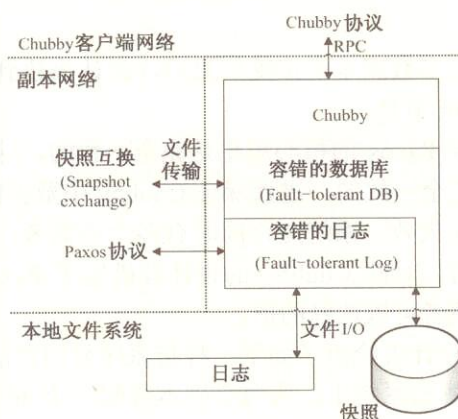 Chubby协议
RPC
Chubby客户端网络
副本网络
Chubby
快照互换
(Snapshot
exchange)
文件
传输
容错的数据库
(Fault-tolerant DB)
容错的日志
(Fault-tolerant Log)
Paxos协议
本地文件系统
文件I/O
日志
快照